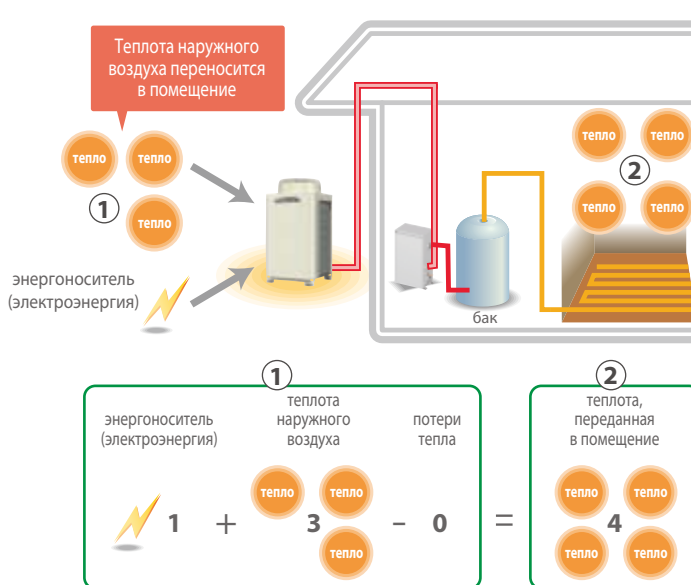 Теплота наружного
воздуха переносится
в помещение
тепло
тепло
тепло
1
энергоноситель
(электроэнергия)
бак
тепло
тепло
2
тепло
тепло
1
энергоноситель
(электроэнергия)
теплота
наружного
воздуха
потери
тепла
1 + 3 – 0 =
тепло
тепло
тепло
2
теплота,
переданная
в помещение
тепло
тепло
4
тепло
тепло